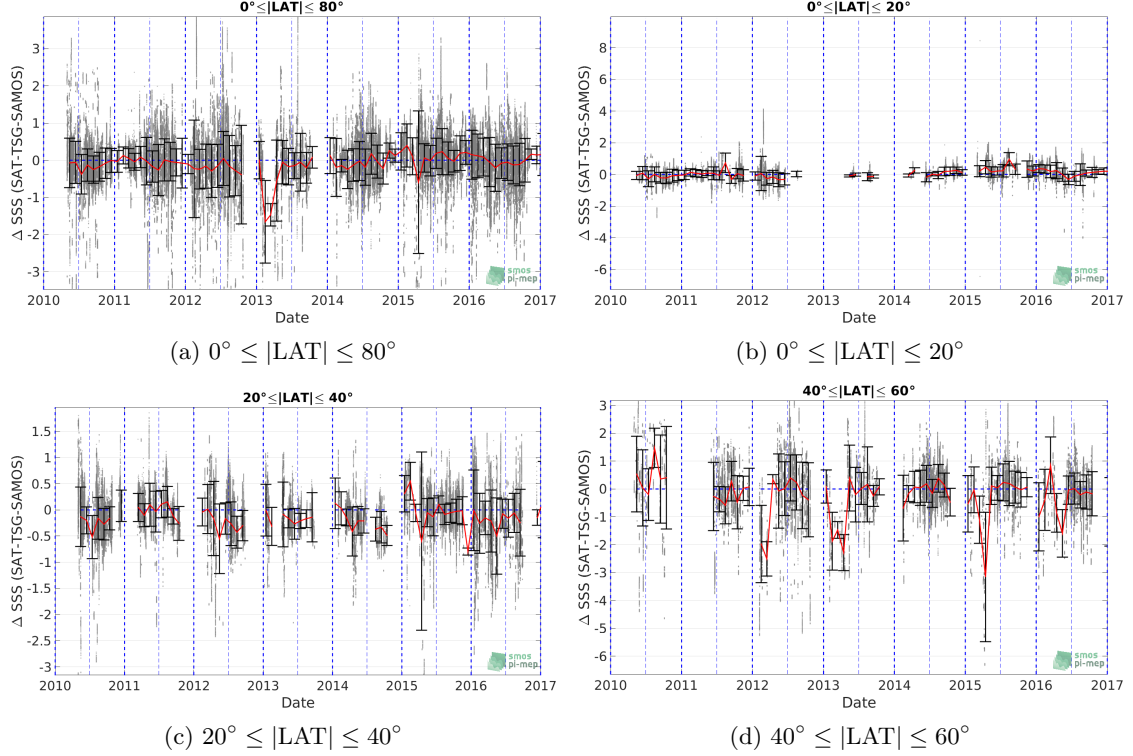 0°≤|LAT|≤ 80°
Δ SSS (SAT-TSG-SAMOS)
3
2
1
0
-1
-2
-3
2010 2011 2012 2013 2014 2015 2016 2017
Date
smos
pi-mep
(a) 0° ≤ |LAT| ≤ 80°
0°≤|LAT|≤ 20°
Δ SSS (SAT-TSG-SAMOS)
8
6
4
2
0
-2
-4
-6
2010 2011 2012 2013 2014 2015 2016 2017
Date
smos
pi-mep
(b) 0° ≤ |LAT| ≤ 20°
20°≤|LAT|≤ 40°
Δ SSS (SAT-TSG-SAMOS)
1.5
1
0.5
0
-0.5
-1
-1.5
-2
-2.5
-3
2010 2011 2012 2013 2014 2015 2016 2017
Date
smos
pi-mep
(c) 20° ≤ |LAT| ≤ 40°
40°≤|LAT|≤ 60°
Δ SSS (SAT-TSG-SAMOS)
3
2
1
0
-1
-2
-3
-4
-5
-6
2010 2011 2012 2013 2014 2015 2016 2017
Date
smos
pi-mep
(d) 40° ≤ |LAT| ≤ 60°